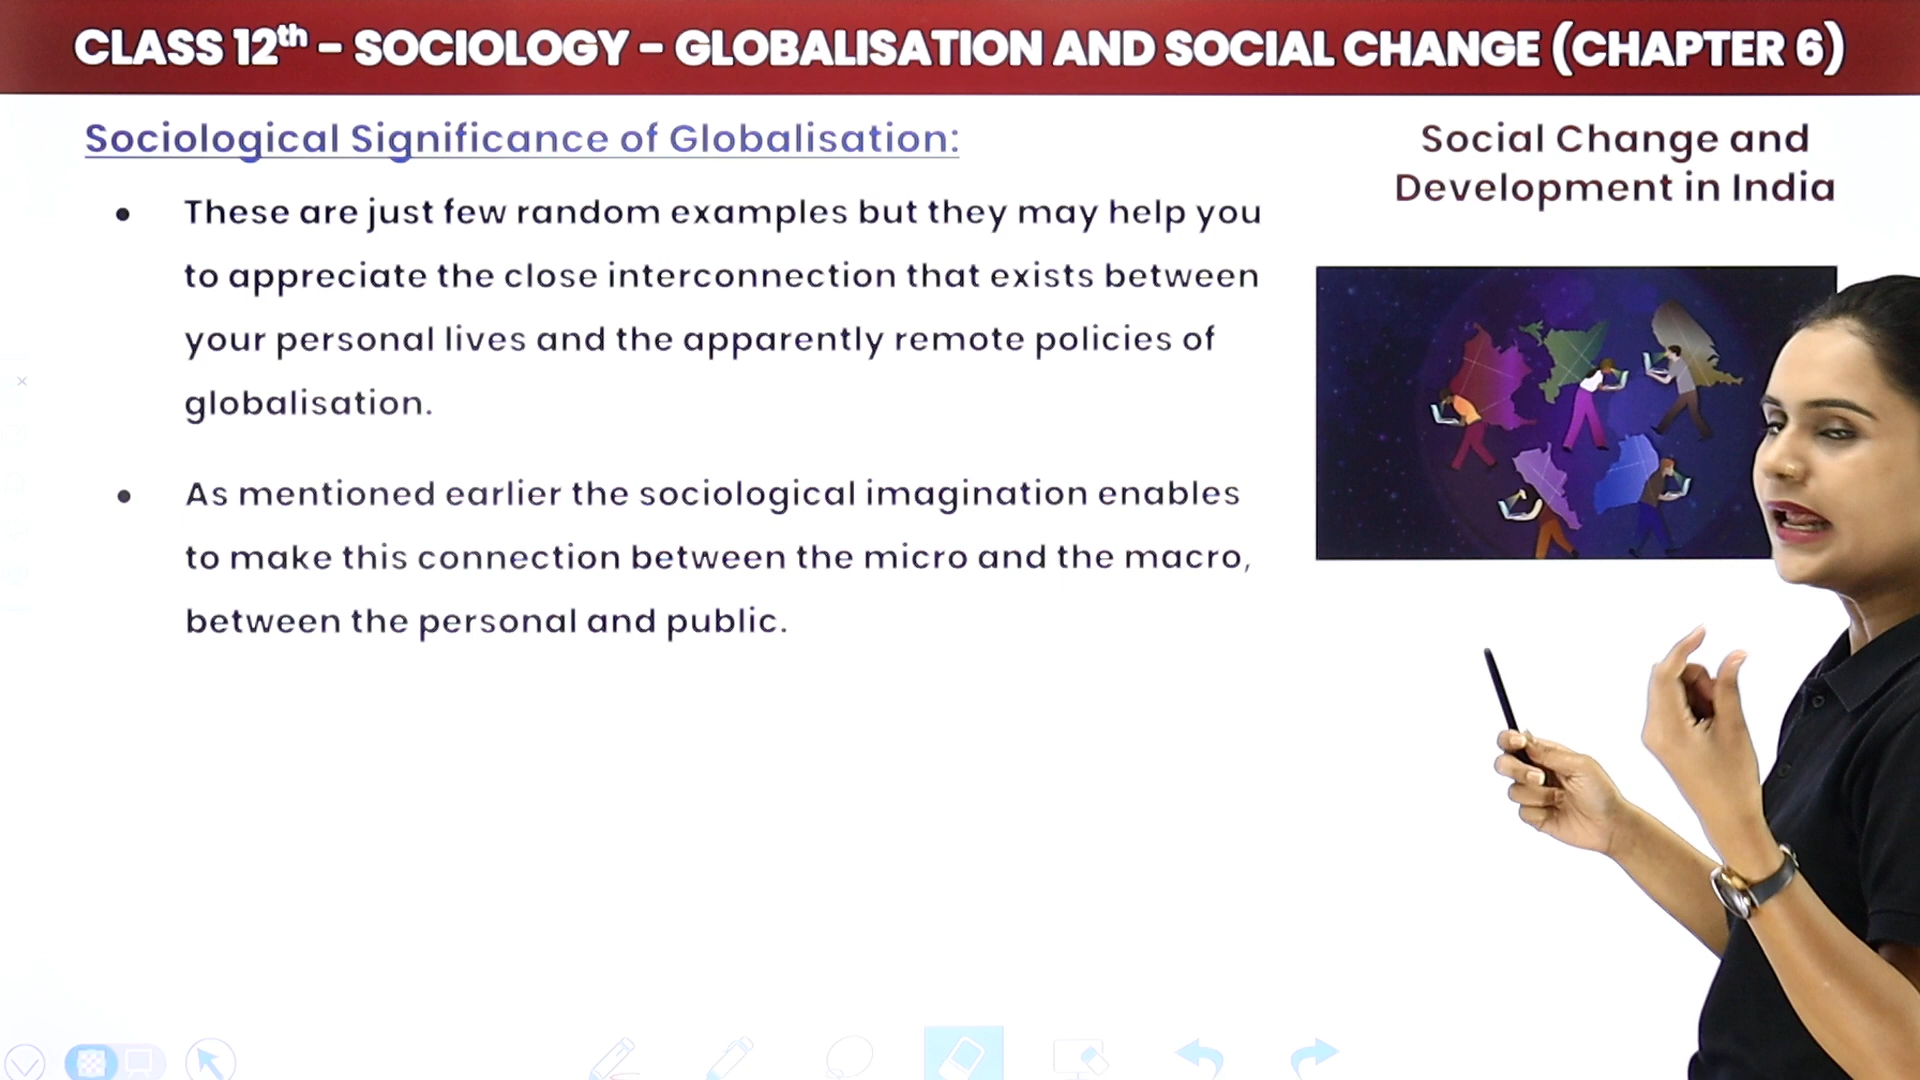 CLASS 12th – SOCIOLOGY – GLOBALISATION AND SOCIAL CHANGE (CHAPTER 6)
Sociological Significance of Globalisation:
• These are just few random examples but they may help you
to appreciate the close interconnection that exists between
your personal lives and the apparently remote policies of
globalisation.
• As mentioned earlier the sociological imagination enables
to make this connection between the micro and the macro,
between the personal and public.
Social Change and
Development in India